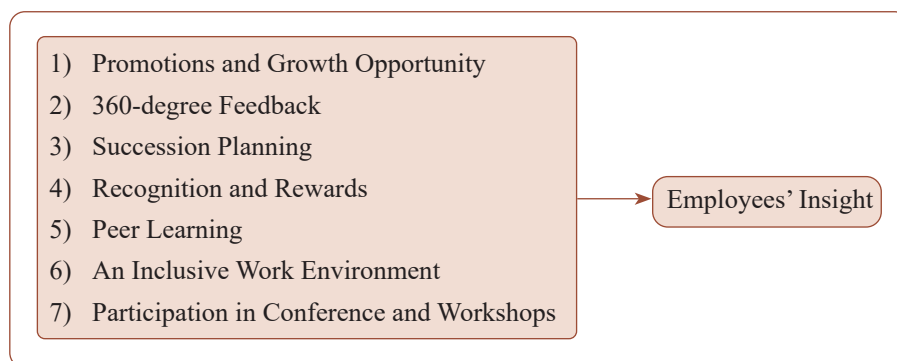 1) Promotions and Growth Opportunity
2) 360-degree Feedback
3) Succession Planning
4) Recognition and Rewards
5) Peer Learning
6) An Inclusive Work Environment
7) Participation in Conference and Workshops
Employees’ Insight